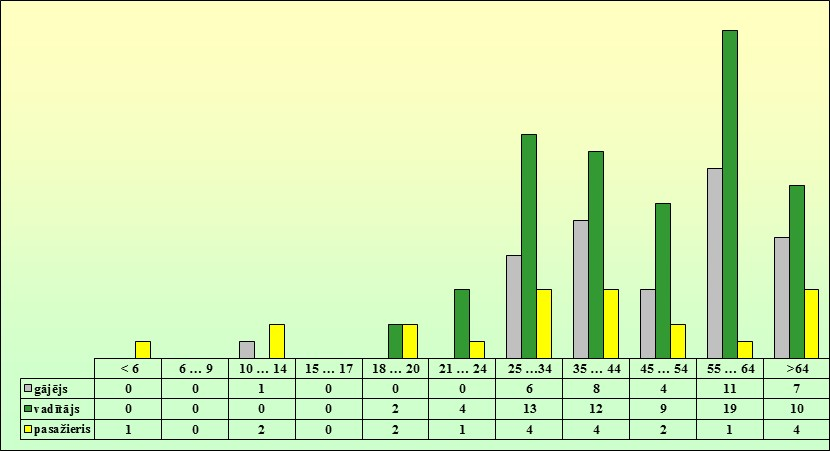 < 6 6 ... 9 10 ... 14 15 ... 17 18 ... 20 21 ... 24 25 ...34 35 ... 44 45 ... 54 55 ... 64 >64
gājējs 0 0 1 0 0 0 6 8 4 11 7
vadītājs 0 0 0 0 2 4 13 12 9 19 10
pasažieris 1 0 2 0 2 1 4 4 2 1 4